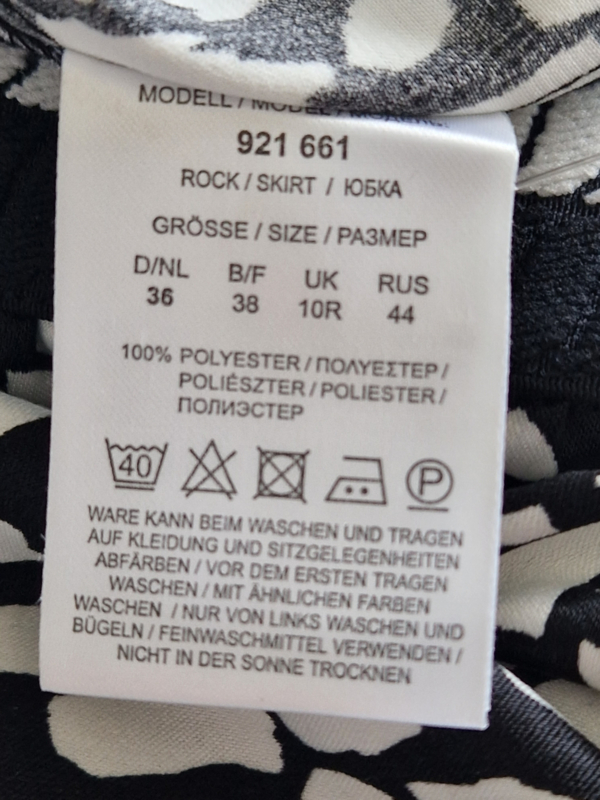 MODELL / MODEL / МОДЕЛЬ
921 661
ROCK / SKIRT / ЮБКА
GRÖSSE / SIZE / РАЗМЕР
D/NL B/F UK RUS
36 38 10R 44
100% POLYESTER / ΠΟΛΥΕΣΤΕΡ /
POLIÉSZTER / POLIESTER /
ПОЛИЭСТЕР
40 P
WARE KANN BEIM WASCHEN UND TRAGEN
AUF KLEIDUNG UND SITZGELEGENHEITEN
ABFÄRBEN / VOR DEM ERSTEN TRAGEN
WASCHEN / MIT ÄHNLICHEN FARBEN
WASCHEN / NUR VON LINKS WASCHEN UND
BÜGELN / FEINWASCHMITTEL VERWENDEN /
NICHT IN DER SONNE TROCKNEN